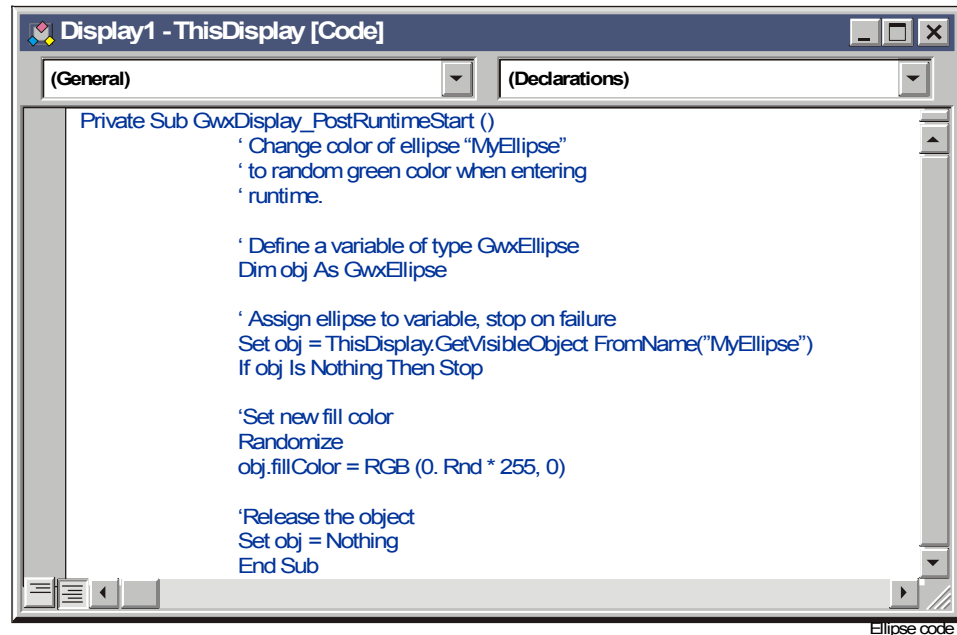 Display1 - ThisDisplay [Code]
(General) (Declarations)
Private Sub GwxDisplay_PostRuntimeStart ()
‘ Change color of ellipse “MyEllipse”
‘ to random green color when entering
‘ runtime.
‘ Define a variable of type GwxEllipse
Dim obj As GwxEllipse
‘ Assign ellipse to variable, stop on failure
Set obj = ThisDisplay.GetVisibleObject FromName(”MyEllipse”)
If obj Is Nothing Then Stop
‘Set new fill color
Randomize
obj.fillColor = RGB (0. Rnd * 255, 0)
‘Release the object
Set obj = Nothing
End Sub
Ellipse code